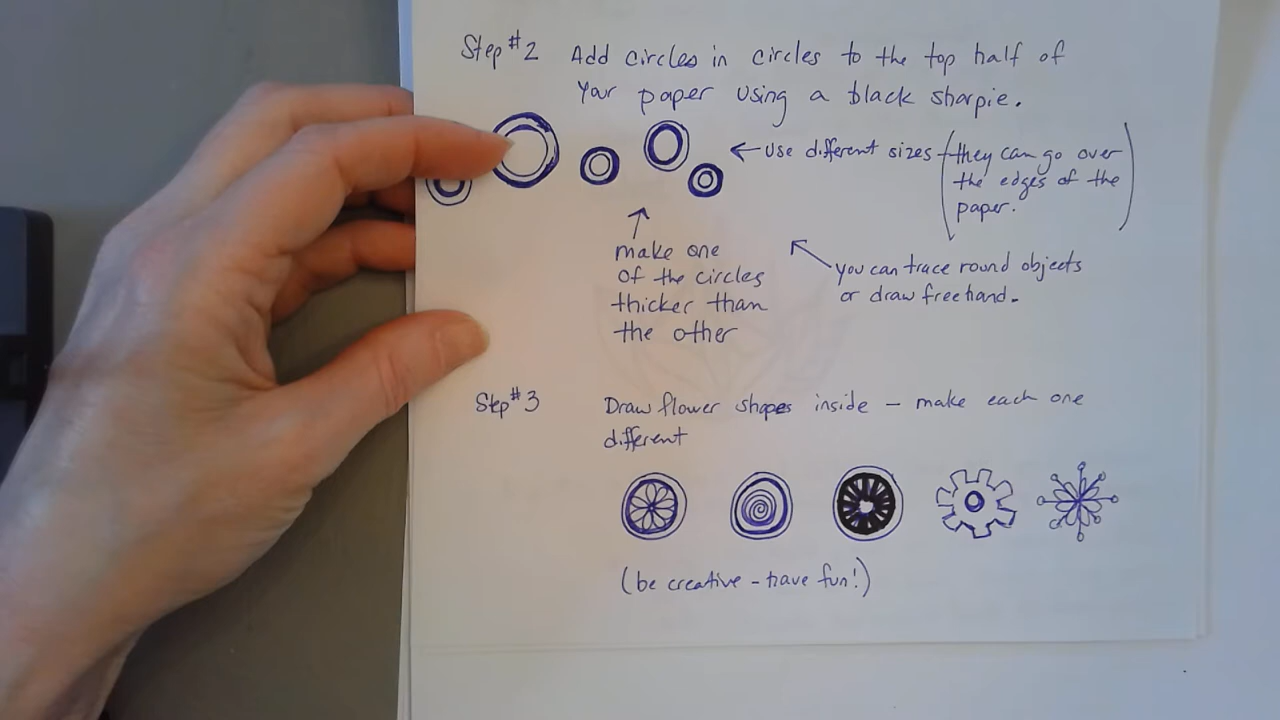 Step #2 Add circles in circles to the top half of
your paper using a black sharpie.
← use different sizes – (they can go over
the edges of the
paper.)
make one
of the circles
thicker than
the other
you can trace round objects
or draw freehand.
Step #3 Draw flower shapes inside – make each one
different
(be creative – have fun!)